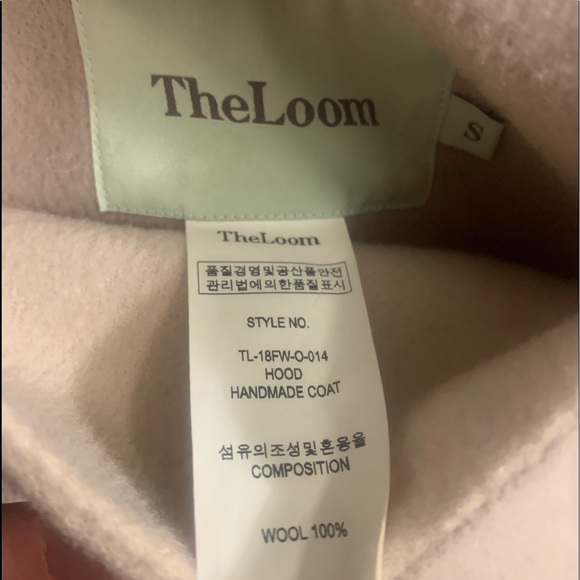 TheLoom
S
TheLoom
품질경영및공산품안전
관리법에의한품질표시
STYLE NO.
TL-18FW-O-014
HOOD
HANDMADE COAT
섬유의조성및혼용율
COMPOSITION
WOOL 100%